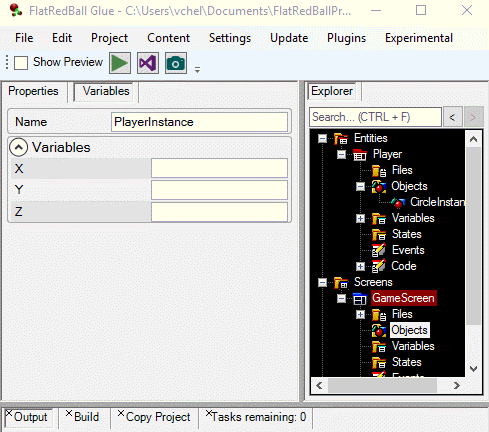 FlatRedBall Glue - C:\Users\vchel\Documents\FlatRedBallPr...
File Edit Project Content Settings Update Plugins Experimental
Show Preview
Properties Variables
Name PlayerInstance
Variables
X
Y
Z
Explorer
Search... (CTRL + F) < >
Entities
Player
Files
Objects
CircleInstan
Variables
States
Events
Code
Screens
GameScreen
Files
Objects
Variables
States
Events
Output Build Copy Project Tasks remaining: 0